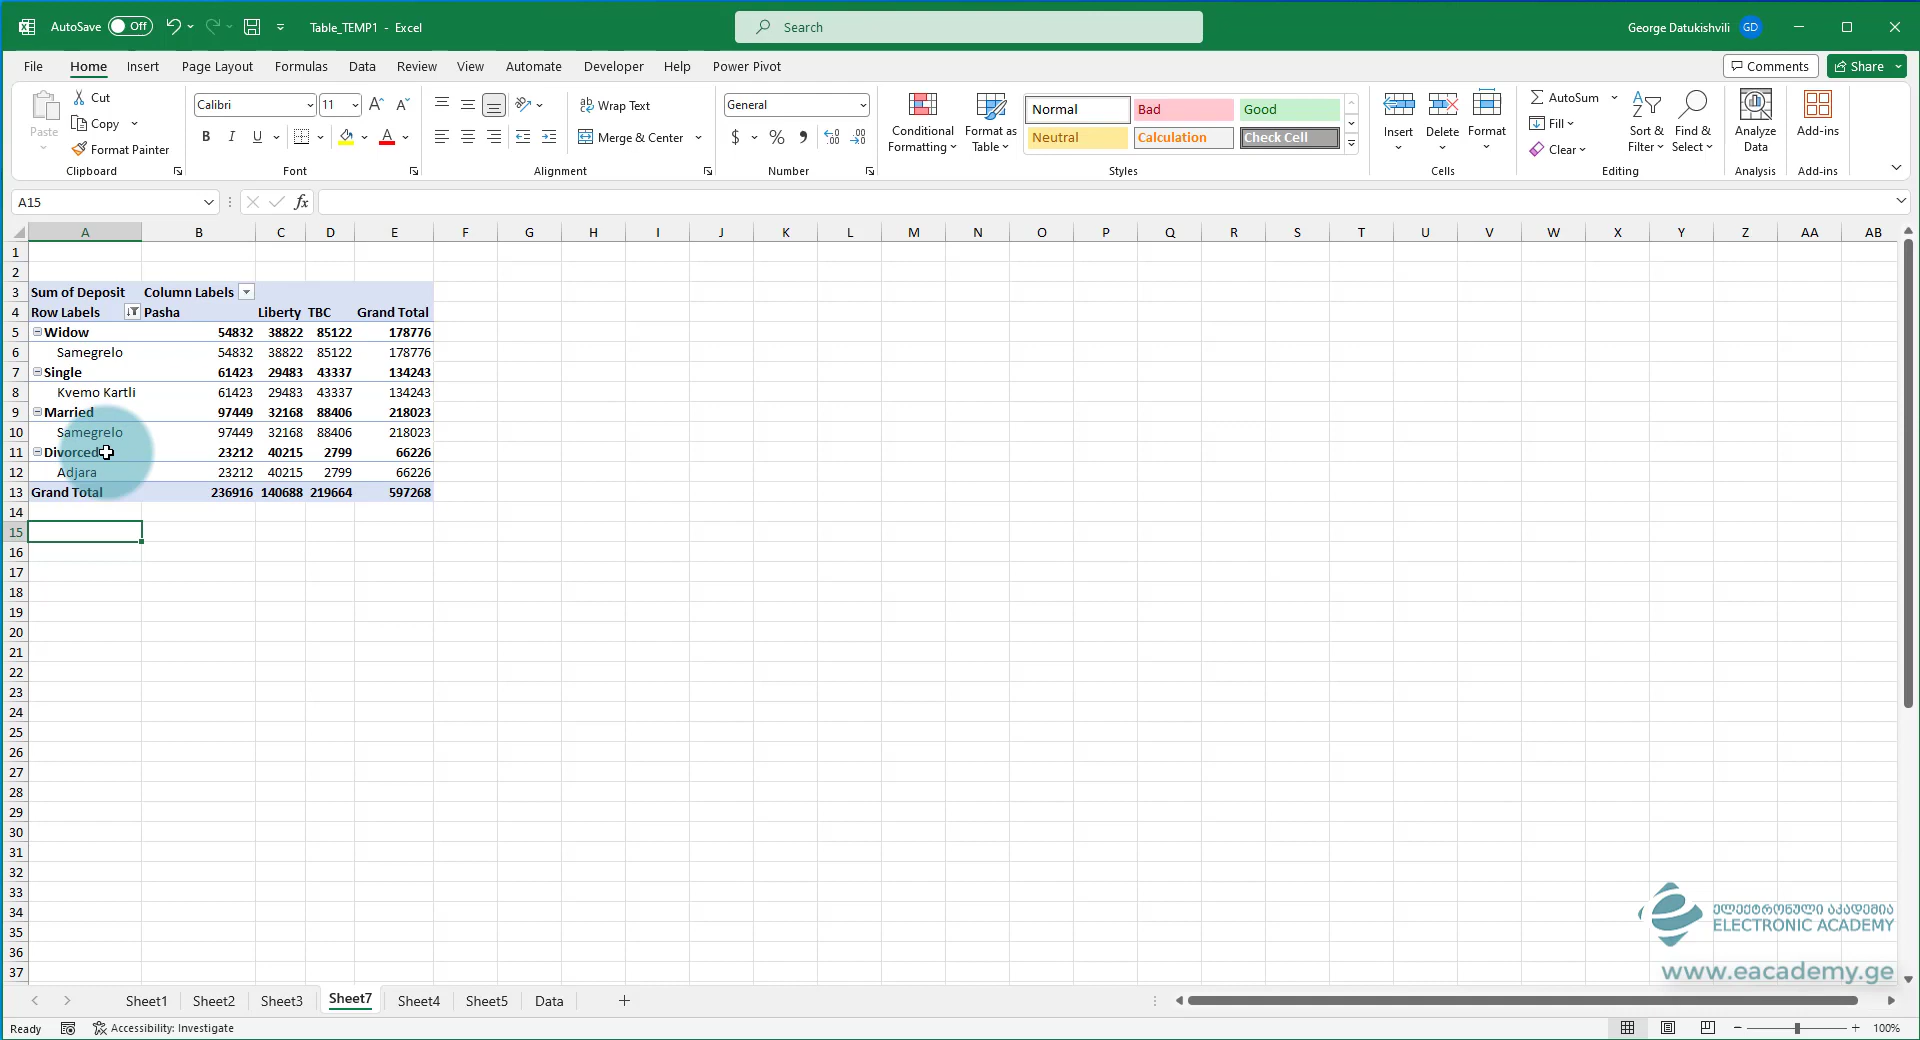 AutoSave Off Table_TEMP1 - Excel Search George Datukishvili GD
File Home Insert Page Layout Formulas Data Review View Automate Developer Help Power Pivot Comments Share
Paste Cut Copy Format Painter Clipboard
Calibri 11 B I U Font
Wrap Text Merge & Center Alignment
General $ % Number
Conditional Formatting Format as Table Normal Bad Good Neutral Calculation Check Cell Styles
Insert Delete Format Cells
AutoSum Fill Clear Sort & Filter Find & Select Editing
Analyze Data Analysis Add-ins Add-ins
A15 fx
A B C D E F G H I J K L M N O P Q R S T U V W X Y Z AA AB
1
2
3 Sum of Deposit Column Labels
4 Row Labels Pasha Liberty TBC Grand Total
5 Widow 54832 38822 85122 178776
6 Samegrelo 54832 38822 85122 178776
7 Single 61423 29483 43337 134243
8 Kvemo Kartli 61423 29483 43337 134243
9 Married 97449 32168 88406 218023
10 Samegrelo 97449 32168 88406 218023
11 Divorced 23212 40215 2799 66226
12 Adjara 23212 40215 2799 66226
13 Grand Total 236916 140688 219664 597268
14
15
16
17
18
19
20
21
22
23
24
25
26
27
28
29
30
31
32
33
34
35
36
37
ელექტრონული აკადემია
ELECTRONIC ACADEMY
www.eacademy.ge
Sheet1 Sheet2 Sheet3 Sheet7 Sheet4 Sheet5 Data
Ready Accessibility: Investigate 100%